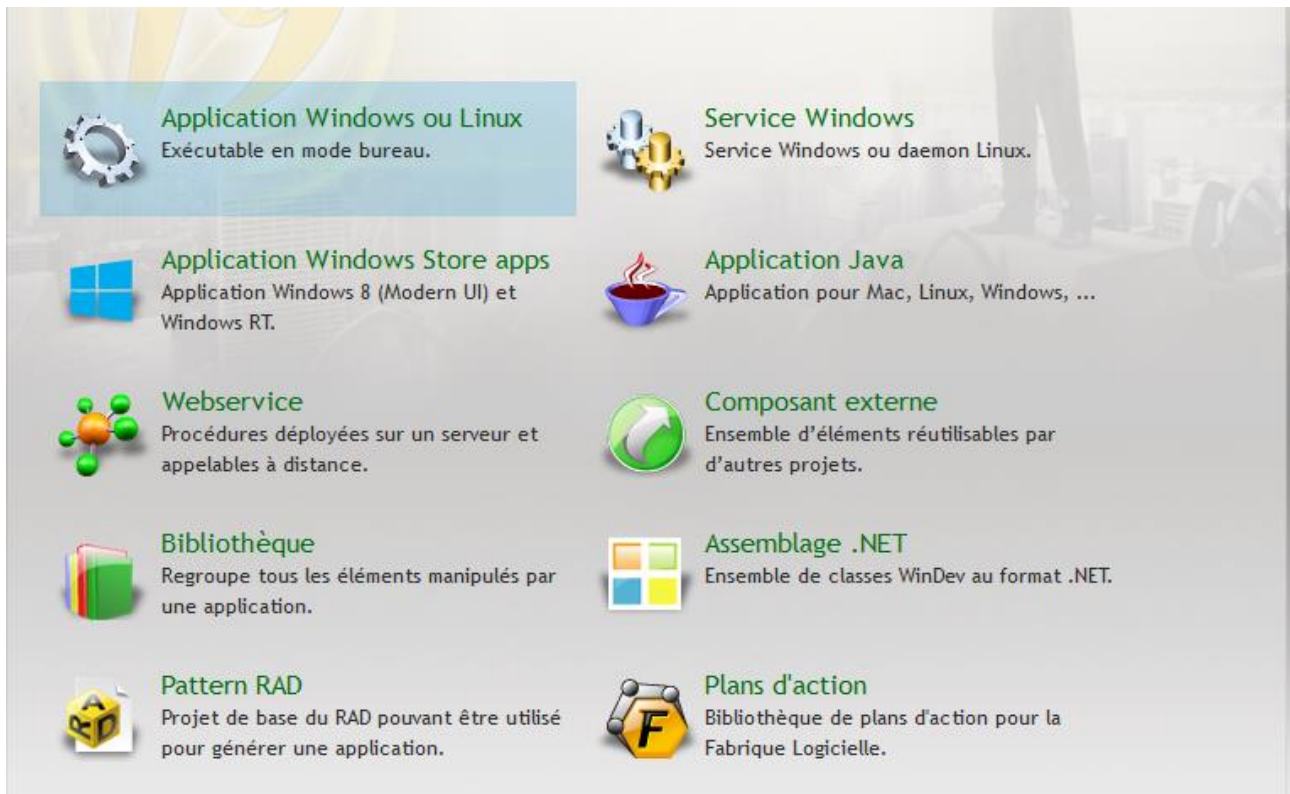 Application Windows ou Linux
Exécutable en mode bureau.
Service Windows
Service Windows ou daemon Linux.
Application Windows Store apps
Application Windows 8 (Modern UI) et
Windows RT.
Application Java
Application pour Mac, Linux, Windows, ...
Webservice
Procédures déployées sur un serveur et
appelables à distance.
Composant externe
Ensemble d’éléments réutilisables par
d’autres projets.
Bibliothèque
Regroupe tous les éléments manipulés par
une application.
Assemblage .NET
Ensemble de classes WinDev au format .NET.
RAD
Pattern RAD
Projet de base du RAD pouvant être utilisé
pour générer une application.
F
Plans d'action
Bibliothèque de plans d'action pour la
Fabrique Logicielle.